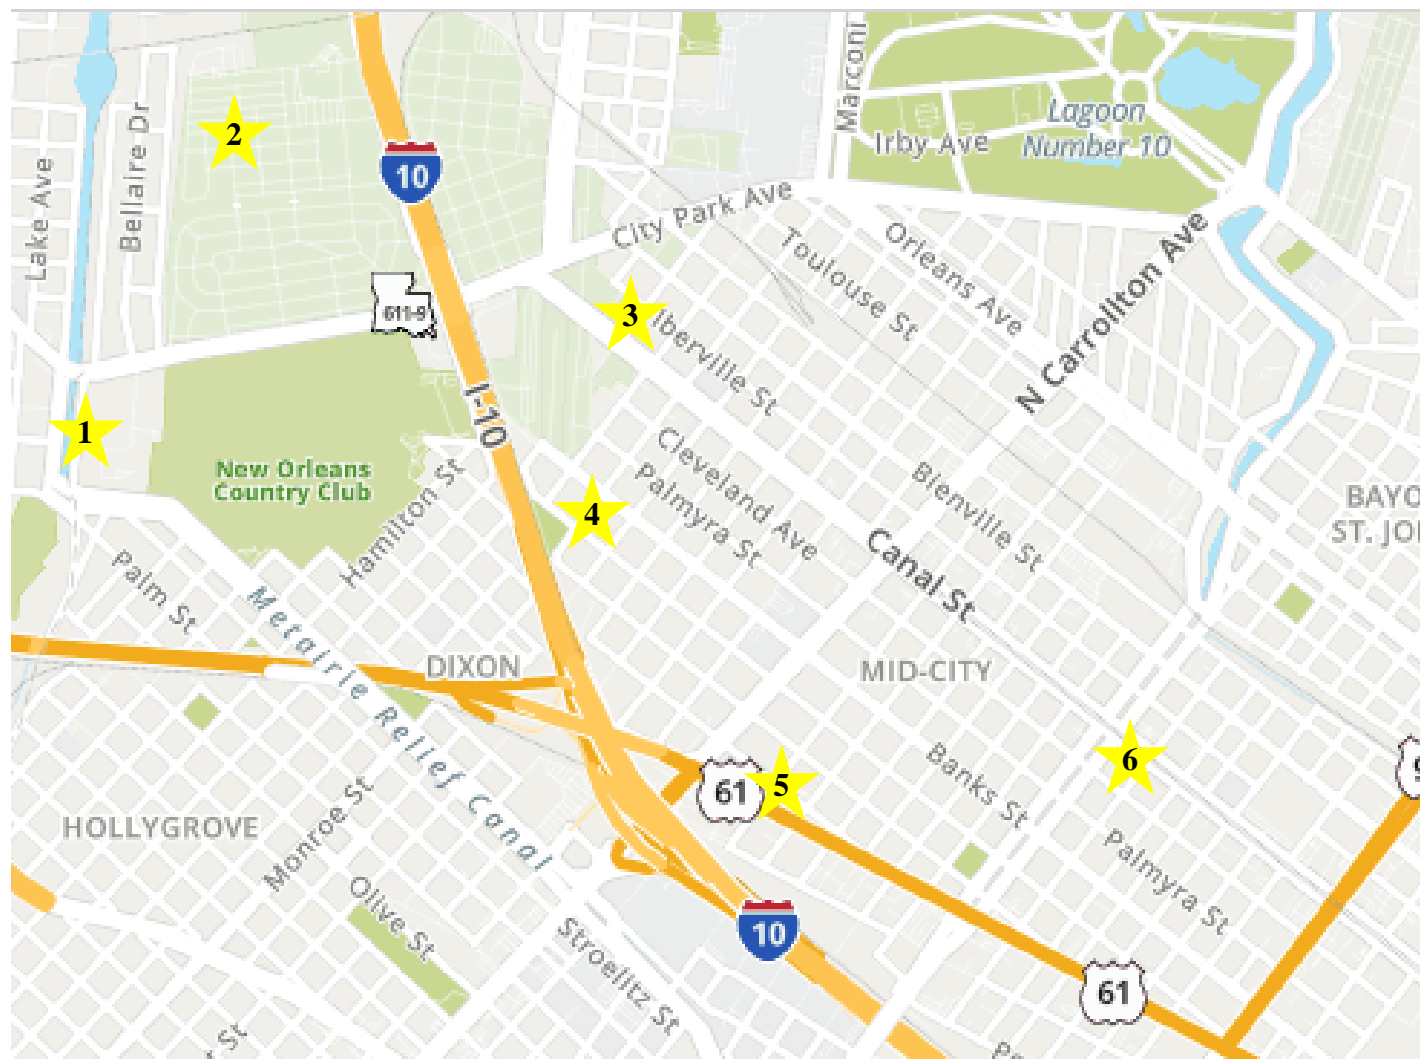 Marconi
Lagoon
Number 10
Irby Ave
2
Bellaire Dr
Lake Ave
10
City Park Ave
Orleans Ave
Toulouse St
N Carrollton Ave
611-9
3
Iberville St
1
I-10
New Orleans
Country Club
Hamilton St
Cleveland Ave
Palmyra St
4
Bienville St
Canal St
BAYO
ST. JO
Palm St
Metairie Relief Canal
DIXON
MID-CITY
61
5
6
9
Banks St
HOLLYGROVE
Monroe St
Palmyra St
Olive St
Stroelitz St
10
61
St